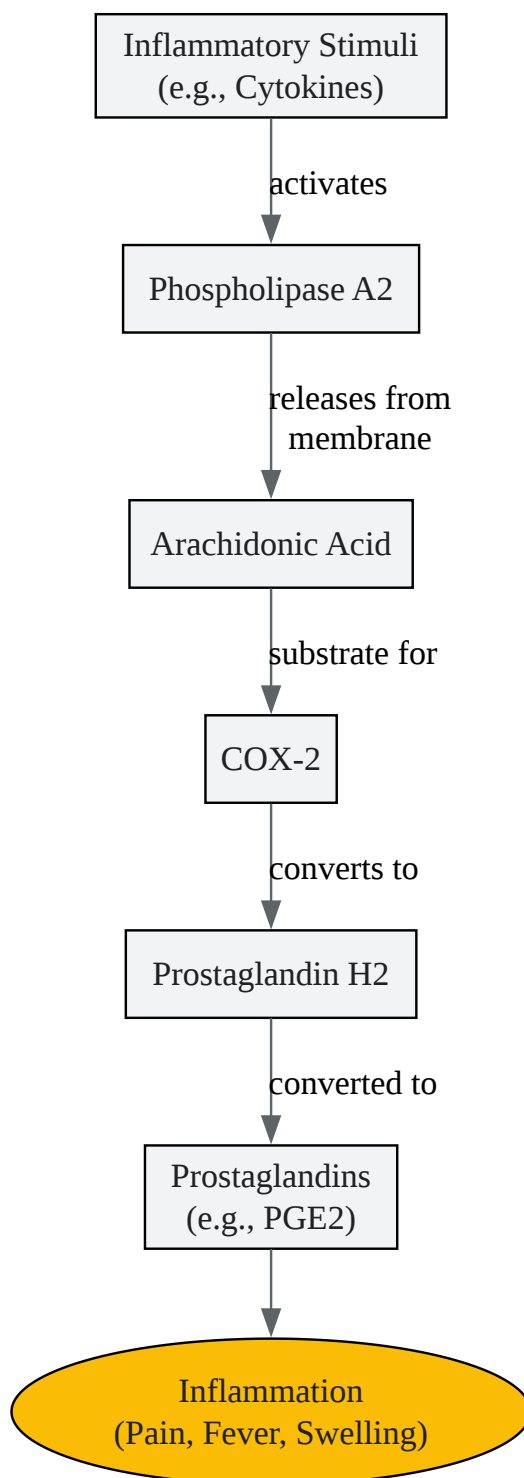 Inflammatory Stimuli
(e.g., Cytokines)
activates
Phospholipase A2
releases from
membrane
Arachidonic Acid
substrate for
COX-2
converts to
Prostaglandin H2
converted to
Prostaglandins
(e.g., PGE2)
Inflammation
(Pain, Fever, Swelling)